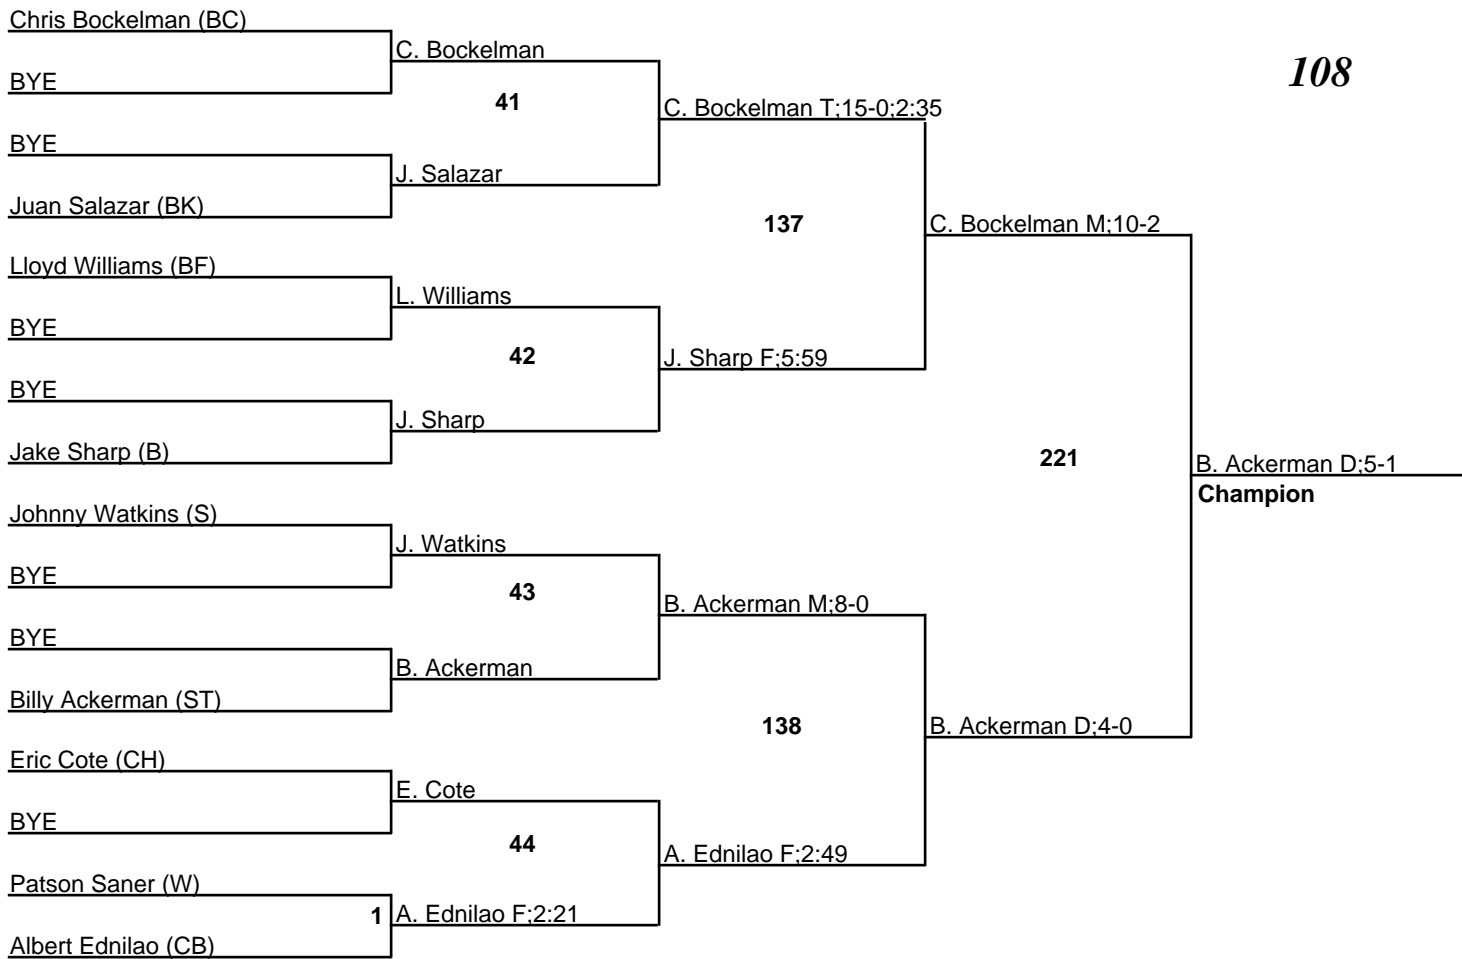 Chris Bockelman (BC)
BYE
BYE
Juan Salazar (BK)
Lloyd Williams (BF)
BYE
BYE
Jake Sharp (B)
Johnny Watkins (S)
BYE
BYE
Billy Ackerman (ST)
Eric Cote (CH)
BYE
Patson Saner (W)
1
Albert Ednilao (CB)
C. Bockelman
41
J. Salazar
L. Williams
42
J. Sharp
J. Watkins
43
B. Ackerman
E. Cote
44
A. Ednilao F;2:21
C. Bockelman T;15-0;2:35
137
J. Sharp F;5:59
B. Ackerman M;8-0
138
A. Ednilao F;2:49
C. Bockelman M;10-2
221
B. Ackerman D;4-0
108
B. Ackerman D;5-1
Champion